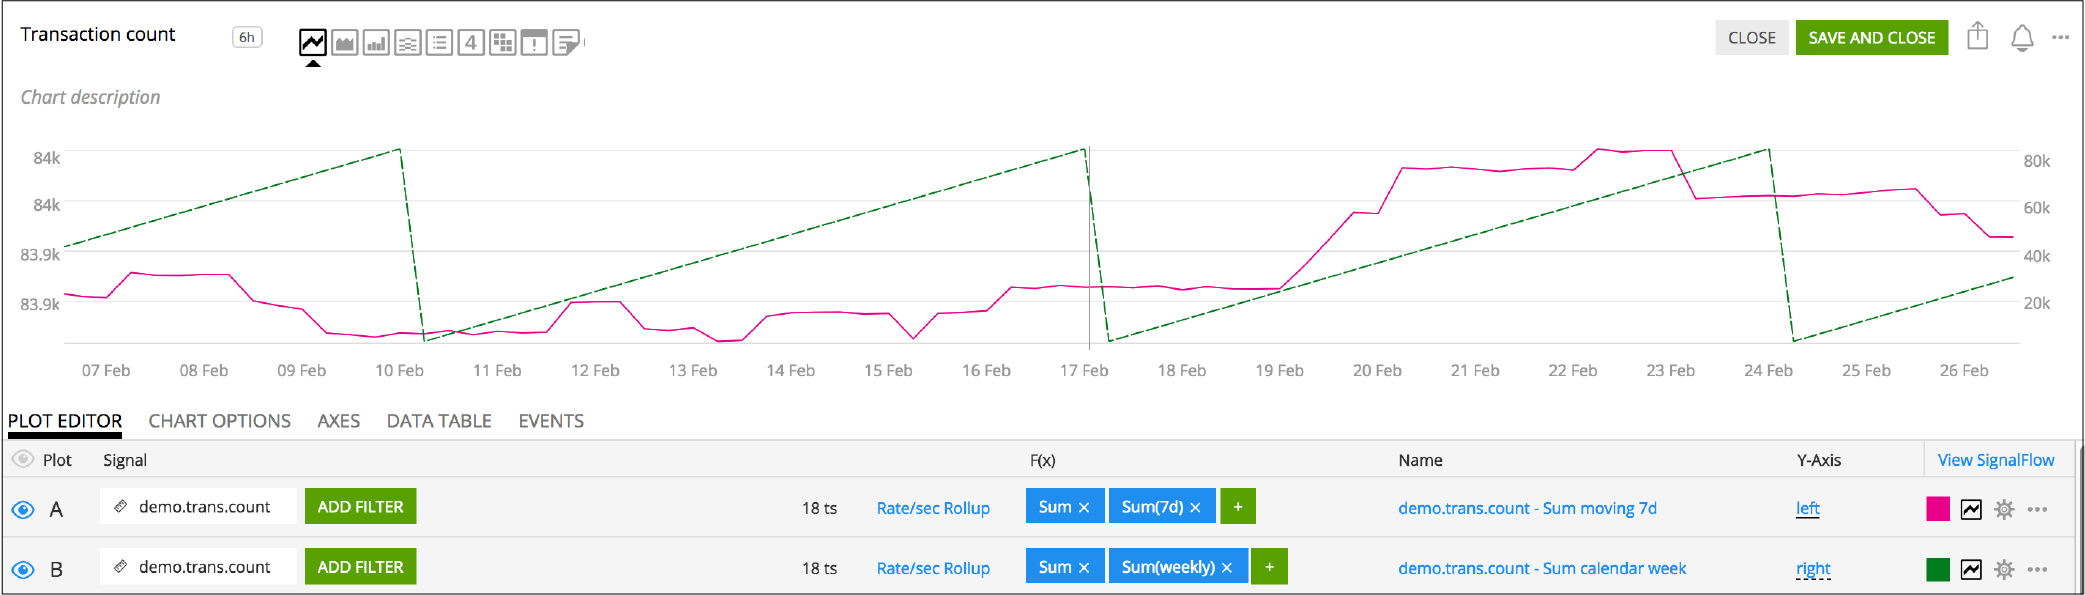 Transaction count 6h 4 CLOSE SAVE AND CLOSE
Chart description
84k 80k
84k 60k
83.9k 40k
83.9k 20k
07 Feb 08 Feb 09 Feb 10 Feb 11 Feb 12 Feb 13 Feb 14 Feb 15 Feb 16 Feb 17 Feb 18 Feb 19 Feb 20 Feb 21 Feb 22 Feb 23 Feb 24 Feb 25 Feb 26 Feb
PLOT EDITOR CHART OPTIONS AXES DATA TABLE EVENTS
Plot Signal F(x) Name Y-Axis View SignalFlow
A demo.trans.count ADD FILTER 18 ts Rate/sec Rollup Sum × Sum(7d) × + demo.trans.count - Sum moving 7d left
B demo.trans.count ADD FILTER 18 ts Rate/sec Rollup Sum × Sum(weekly) × + demo.trans.count - Sum calendar week right